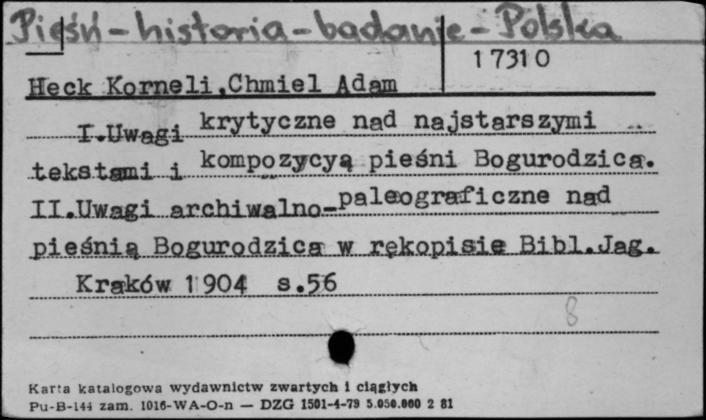 Pieśń - historia - badanie - Polska
17310
Heck Korneli,Chmiel Adam
I.Uwagi krytyczne nad najstarszymi
tekstami i kompozycyą pieśni Bogurodzica.
II.Uwagi archiwalno-paleograficzne nad
pieśnią Bogurodzica w rękopisie Bibl.Jag.
Kraków 1904 s.56
8
Karta katalogowa wydawnictw zwartych i ciągłych
Pu-B-144 zam. 1016-WA-O-n — DZG 1501-4-79 5.050.000 2 81